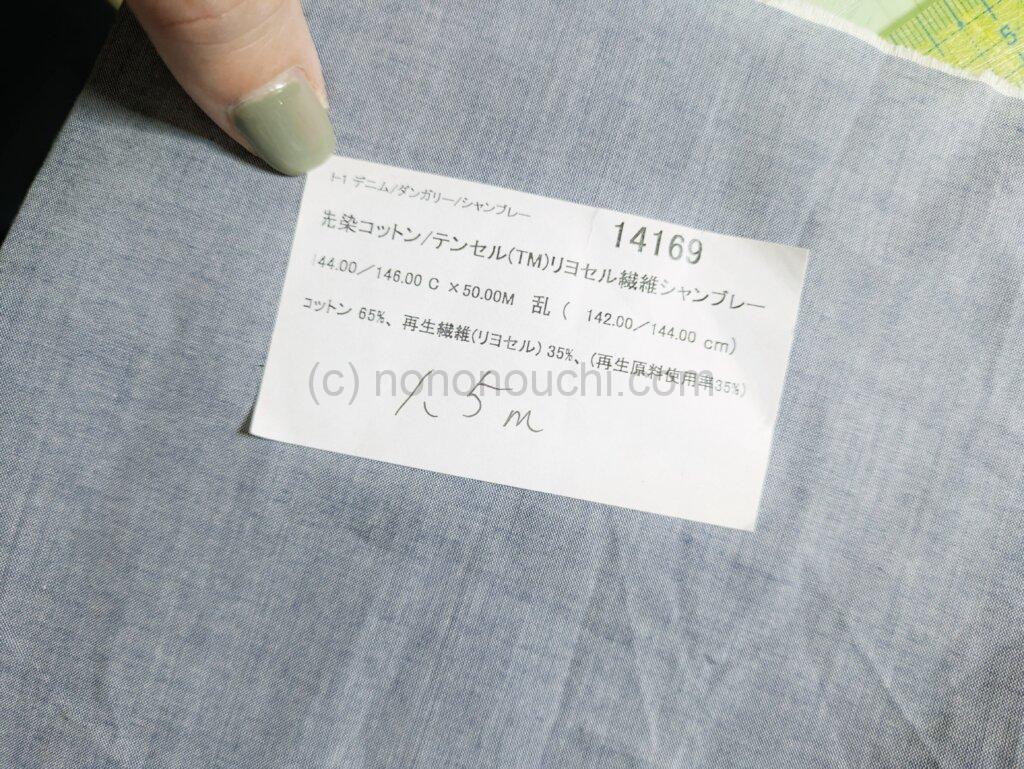 ｲ-1 デニム/ダンガリー/シャンブレー
14169
先染コットン/テンセル(TM)リヨセル繊維シャンブレー
144.00／146.00 C ×50.00M 乱 ( 142.00／144.00 cm)
コットン 65%、再生繊維(リヨセル) 35%、(再生原料使用率35%)
(c) nononouchi.com
1.5m
5